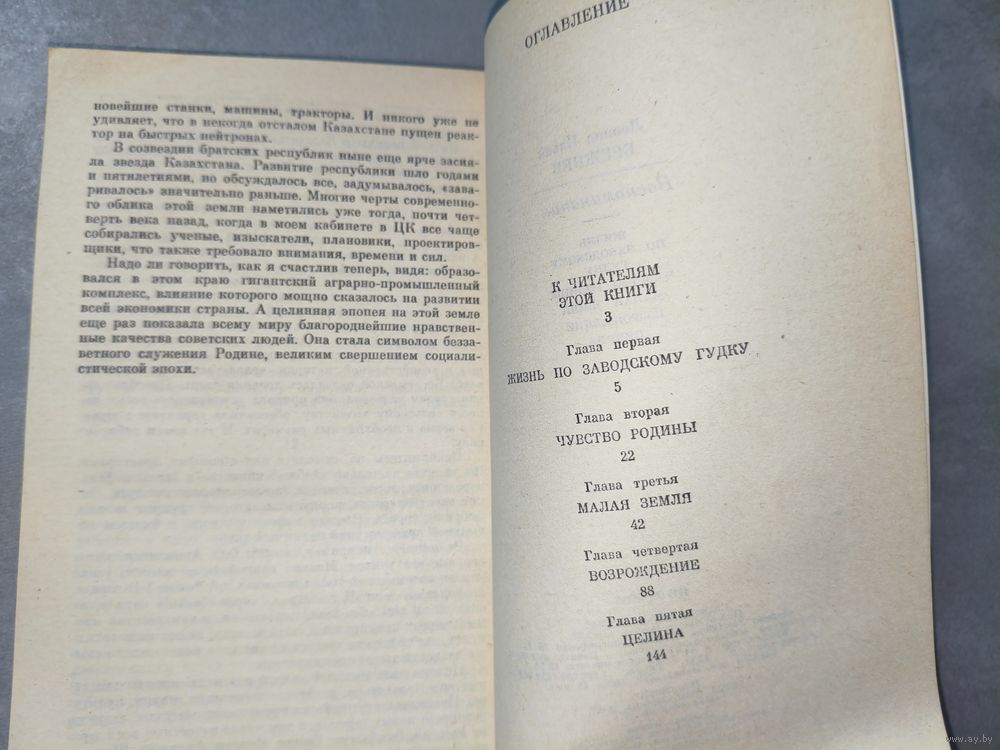 новейшие станки, машины, тракторы. И никого уже не
удивляет, что в некогда отсталом Казахстане пущен реак-
тор на быстрых нейтронах.
В созвездии братских республик ныне еще ярче засия-
ла звезда Казахстана. Развитие республики шло годами
и пятилетиями, но обсуждалось все, задумывалось, «зава-
ривалось» значительно раньше. Многие черты современно-
го облика этой земли наметились уже тогда, почти чет-
верть века назад, когда в моем кабинете в ЦК все чаще
собирались ученые, изыскатели, плановики, проектиров-
щики, что также требовало внимания, времени и сил.
Надо ли говорить, как я счастлив теперь, видя: образо-
вался в этом краю гигантский аграрно-промышленный
комплекс, влияние которого мощно сказалось на развитии
всей экономики страны. А целинная эпопея на этой земле
еще раз показала всему миру благороднейшие нравствен-
ные качества советских людей. Она стала символом безза-
ветного служения Родине, великим свершением социали-
стической эпохи.
ОГЛАВЛЕНИЕ
К ЧИТАТЕЛЯМ
ЭТОЙ КНИГИ
3
Глава первая
ЖИЗНЬ ПО ЗАВОДСКОМУ ГУДКУ
5
Глава вторая
ЧУВСТВО РОДИНЫ
22
Глава третья
МАЛАЯ ЗЕМЛЯ
42
Глава четвертая
ВОЗРОЖДЕНИЕ
88
Глава пятая
ЦЕЛИНА
144
www.ay.by